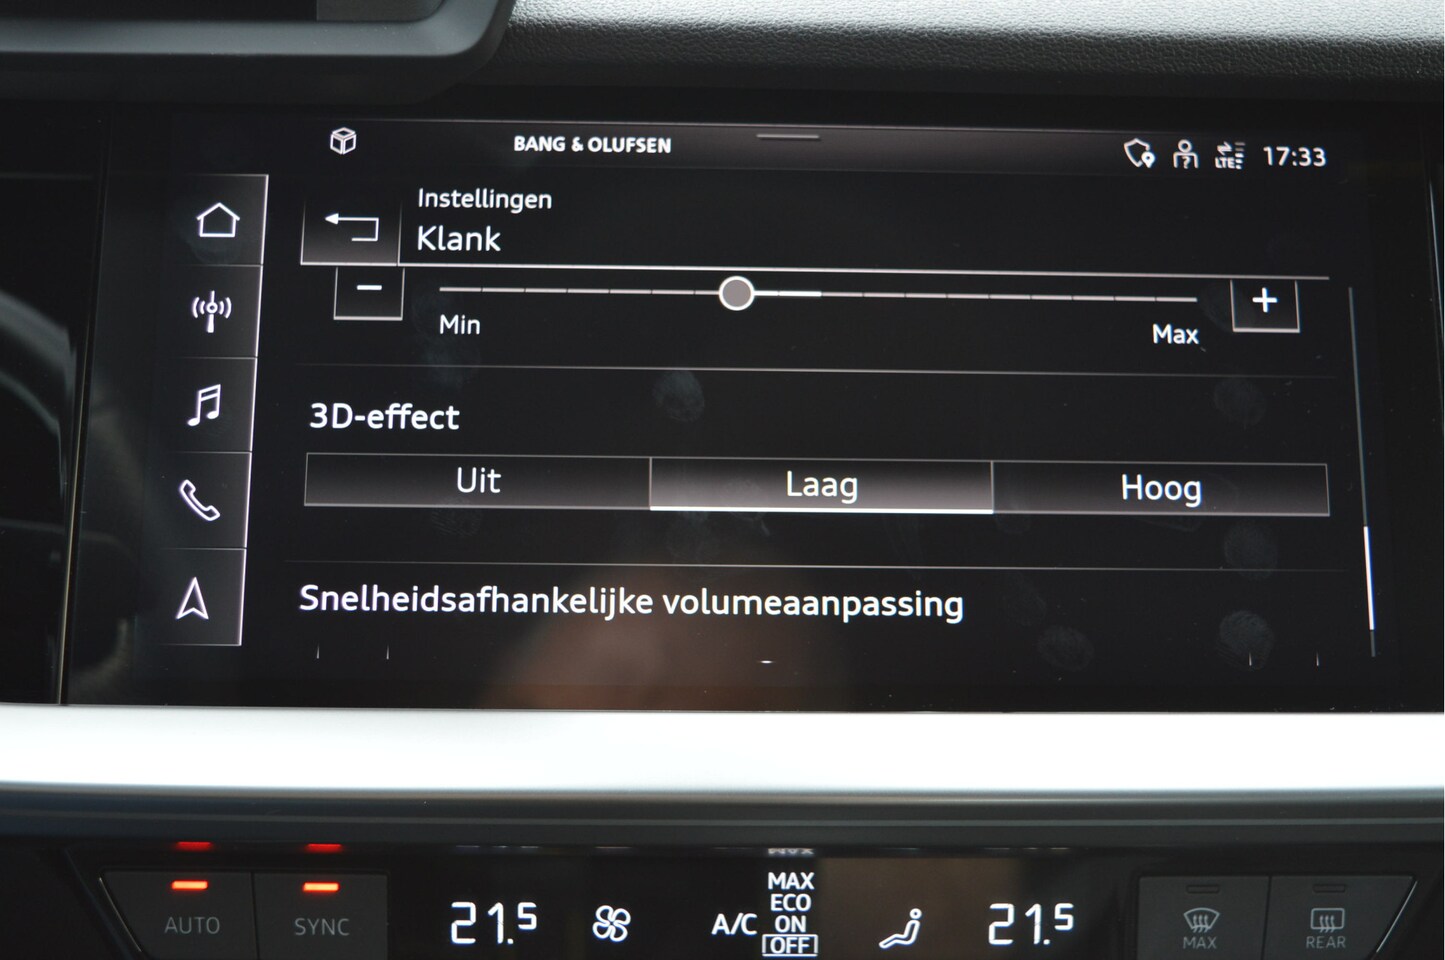 BANG & OLUFSEN
LTE 17:33
Instellingen
Klank
Min Max
3D-effect
Uit Laag Hoog
Snelheidsafhankelijke volumeaanpassing
AUTO SYNC 21.5 A/C MAX 21.5 MAX REAR
ECO
ON
OFF